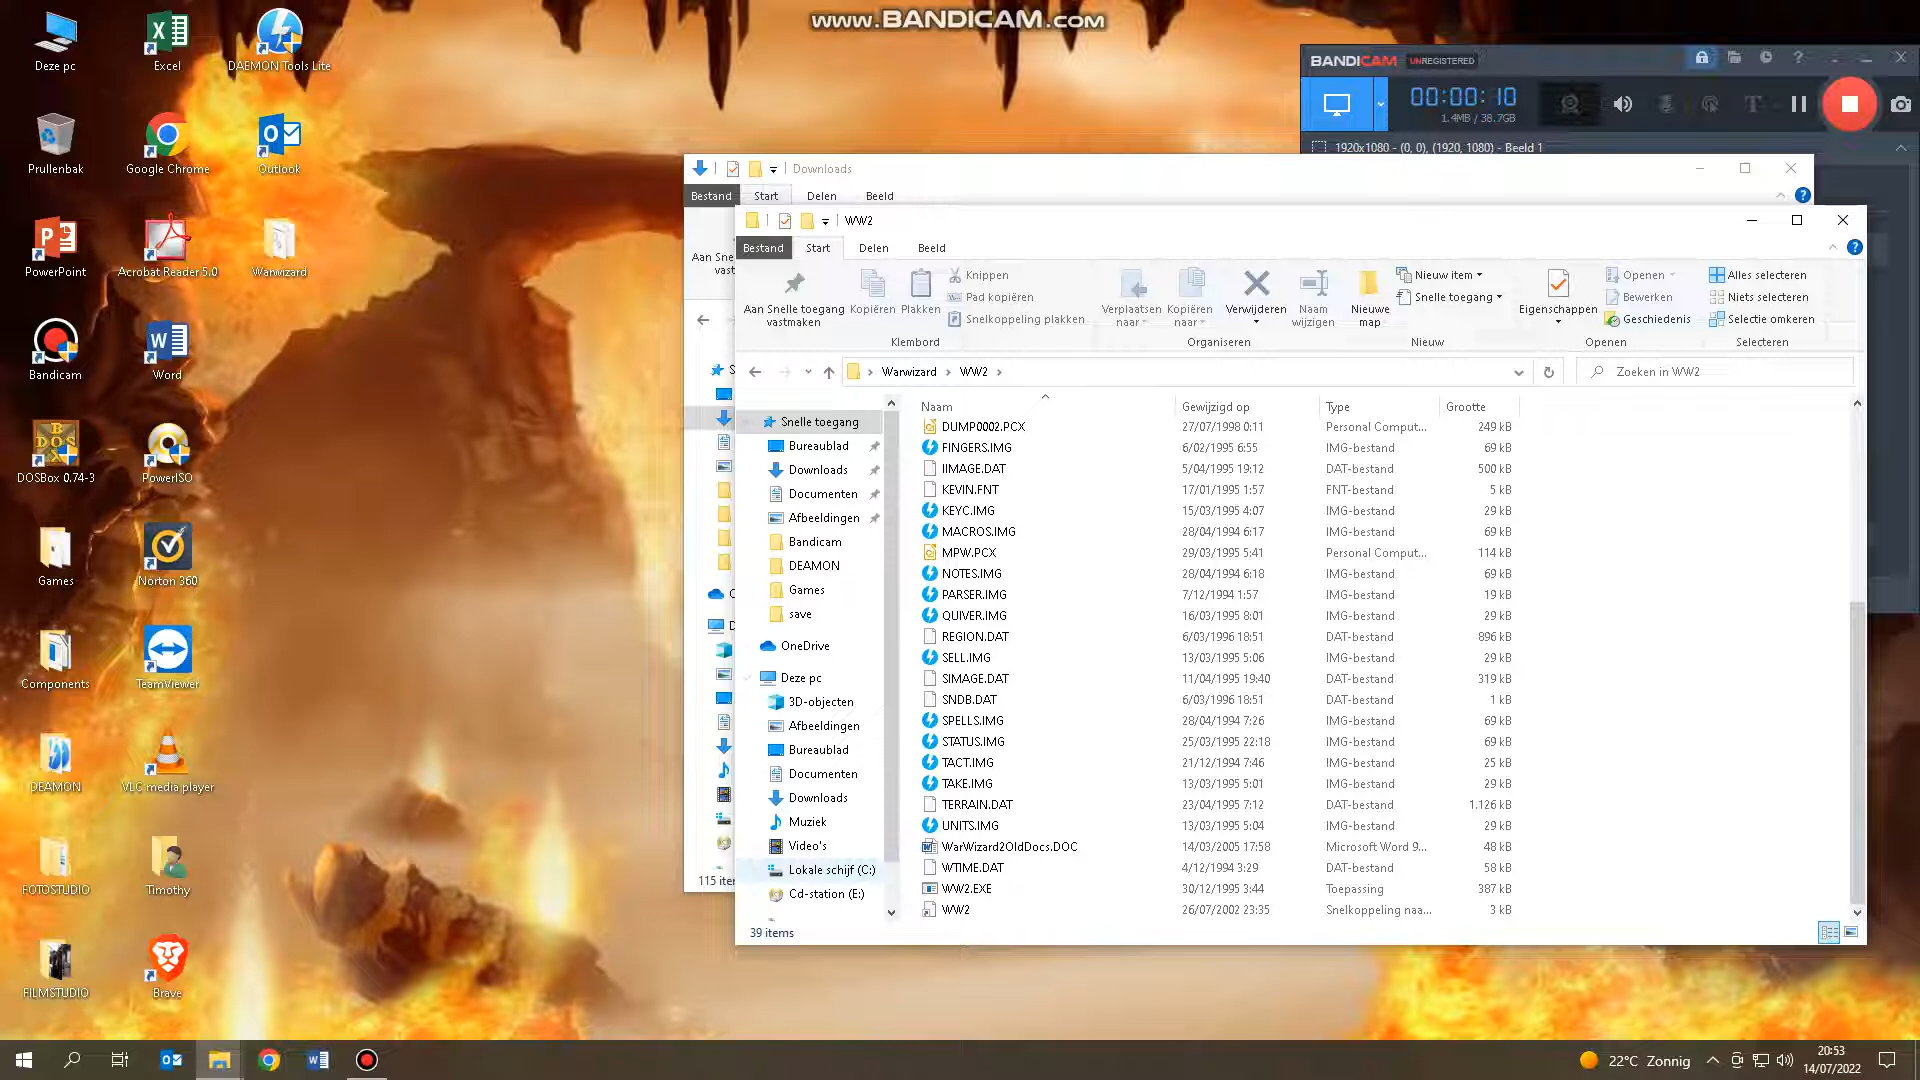 www.BANDICAM.com
Deze pc
Excel
DAEMON Tools Lite
Prullenbak
Google Chrome
Outlook
PowerPoint
Acrobat Reader 5.0
Warwizard
Bandicam
Word
DOSBox 0.74-3
PowerISO
Games
Norton 360
Components
TeamViewer
DEAMON
VLC media player
FOTOSTUDIO
Timothy
FILMSTUDIO
Brave
BANDICAM UNREGISTERED
00:00:10
1.4MB / 38.7GB
1920x1080 - (0, 0), (1920, 1080) - Beeld 1
Downloads
Bestand Start Delen Beeld
Aan Sne
vast
115 iter
WW2
Bestand Start Delen Beeld
Aan Snelle toegang
vastmaken
Kopiëren
Plakken
Knippen
Pad kopiëren
Snelkoppeling plakken
Klembord
Verplaatsen
naar
Kopiëren
naar
Verwijderen
Naam
wijzigen
Organiseren
Nieuwe
map
Nieuw item
Snelle toegang
Nieuw
Eigenschappen
Openen
Bewerken
Geschiedenis
Openen
Alles selecteren
Niets selecteren
Selectie omkeren
Selecteren
Warwizard WW2
Zoeken in WW2
Snelle toegang
Bureaublad
Downloads
Documenten
Afbeeldingen
Bandicam
DEAMON
Games
save
OneDrive
Deze pc
3D-objecten
Afbeeldingen
Bureaublad
Documenten
Downloads
Muziek
Video's
Lokale schijf (C:)
Cd-station (E:)
Naam Gewijzigd op Type Grootte
DUMP0002.PCX 27/07/1998 0:11 Personal Comput... 249 kB
FINGERS.IMG 6/02/1995 6:55 IMG-bestand 69 kB
IIMAGE.DAT 5/04/1995 19:12 DAT-bestand 500 kB
KEVIN.FNT 17/01/1995 1:57 FNT-bestand 5 kB
KEYC.IMG 15/03/1995 4:07 IMG-bestand 29 kB
MACROS.IMG 28/04/1994 6:17 IMG-bestand 69 kB
MPW.PCX 29/03/1995 5:41 Personal Comput... 114 kB
NOTES.IMG 28/04/1994 6:18 IMG-bestand 69 kB
PARSER.IMG 7/12/1994 1:57 IMG-bestand 19 kB
QUIVER.IMG 16/03/1995 8:01 IMG-bestand 29 kB
REGION.DAT 6/03/1996 18:51 DAT-bestand 896 kB
SELL.IMG 13/03/1995 5:06 IMG-bestand 29 kB
SIMAGE.DAT 11/04/1995 19:40 DAT-bestand 319 kB
SNDB.DAT 6/03/1996 18:51 DAT-bestand 1 kB
SPELLS.IMG 28/04/1994 7:26 IMG-bestand 69 kB
STATUS.IMG 25/03/1995 22:18 IMG-bestand 69 kB
TACT.IMG 21/12/1994 7:46 IMG-bestand 25 kB
TAKE.IMG 13/03/1995 5:01 IMG-bestand 29 kB
TERRAIN.DAT 23/04/1995 7:12 DAT-bestand 1.126 kB
UNITS.IMG 13/03/1995 5:04 IMG-bestand 29 kB
WarWizard2OldDocs.DOC 14/03/2005 17:58 Microsoft Word 9... 48 kB
WTIME.DAT 4/12/1994 3:29 DAT-bestand 58 kB
WW2.EXE 30/12/1995 3:44 Toepassing 387 kB
WW2 26/07/2002 23:35 Snelkoppeling naa... 3 kB
39 items
22°C Zonnig
20:53
14/07/2022